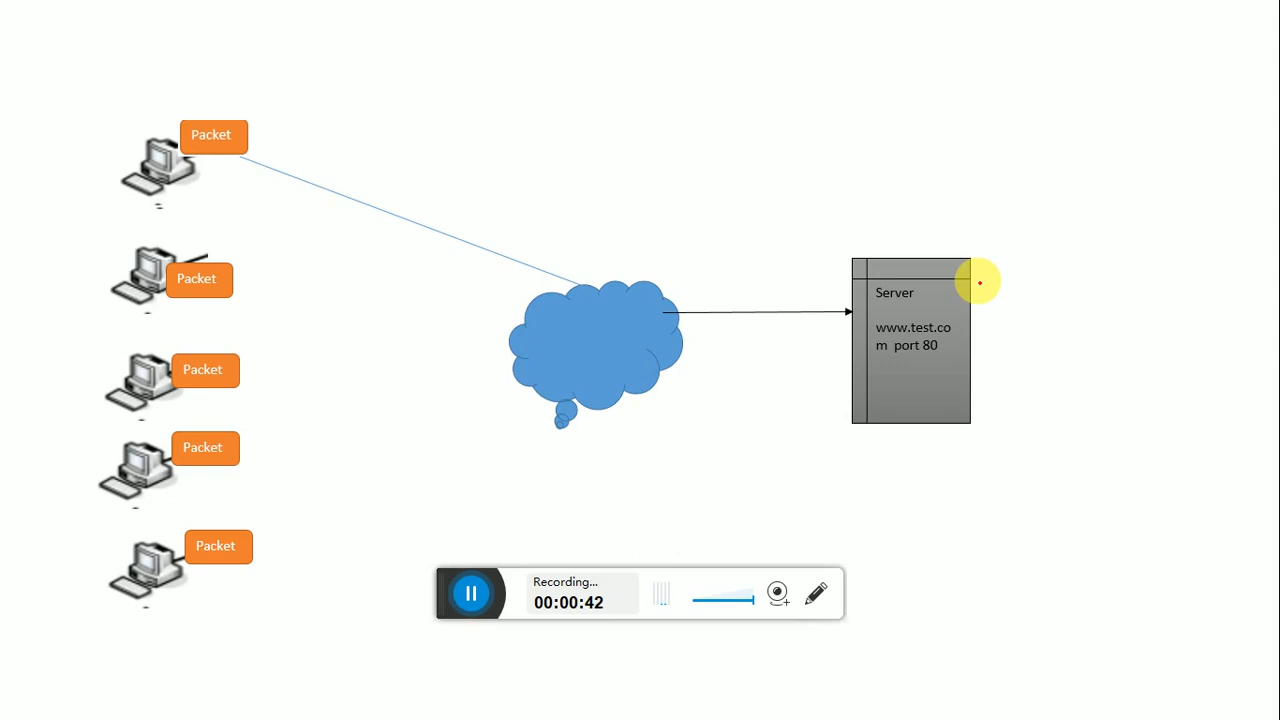 Packet
Packet
Packet
Packet
Packet
Server
www.test.co
m port 80
Recording...
00:00:42